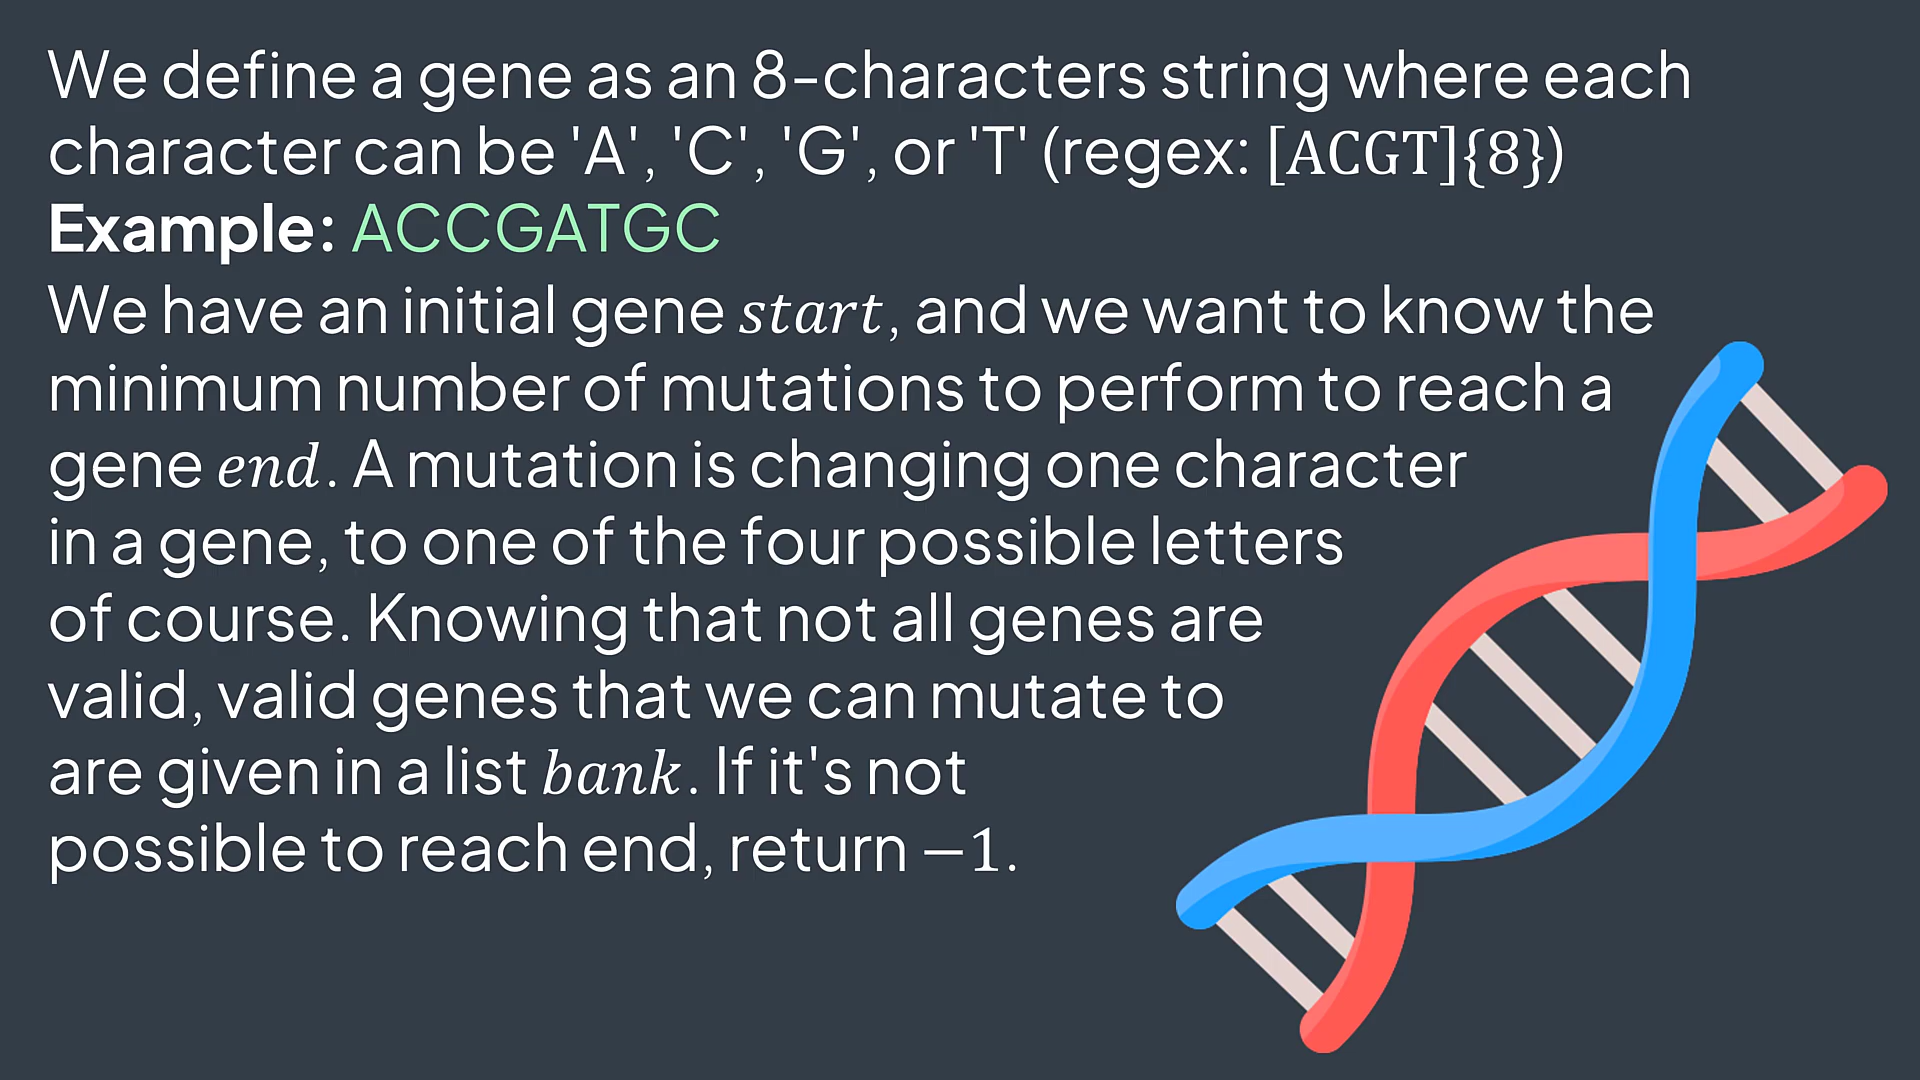 We define a gene as an 8-characters string where each
character can be 'A', 'C', 'G', or 'T' (regex: [ACGT]{8})
Example: ACCGATGC
We have an initial gene start, and we want to know the
minimum number of mutations to perform to reach a
gene end. A mutation is changing one character
in a gene, to one of the four possible letters
of course. Knowing that not all genes are
valid, valid genes that we can mutate to
are given in a list bank. If it's not
possible to reach end, return −1.